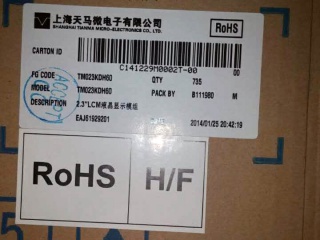 上海天马微电子有限公司
SHANGHAI TIANMA MICRO-ELECTRONICS CO., LTD
RoHS
CARTON ID
C141229M0002T-00 00
FG CODE TM023KDH60 QTY 735
MODEL TM023KDH60 PACK BY B111980 M
DESCRIPTION 2.3"LCM液晶显示模组
EAJ61929201 2014/01/25 20:42:19
RoHS H/F